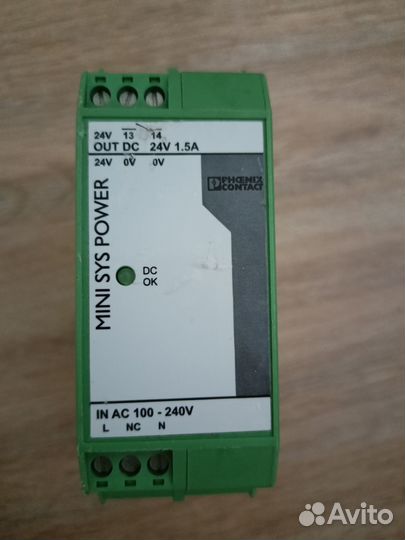 24V 13 14
OUT DC 24V 1.5A
24V 0V 0V
PHŒNIX
CONTACT
MINI SYS POWER
DC
OK
IN AC 100 - 240V
L NC N
Avito